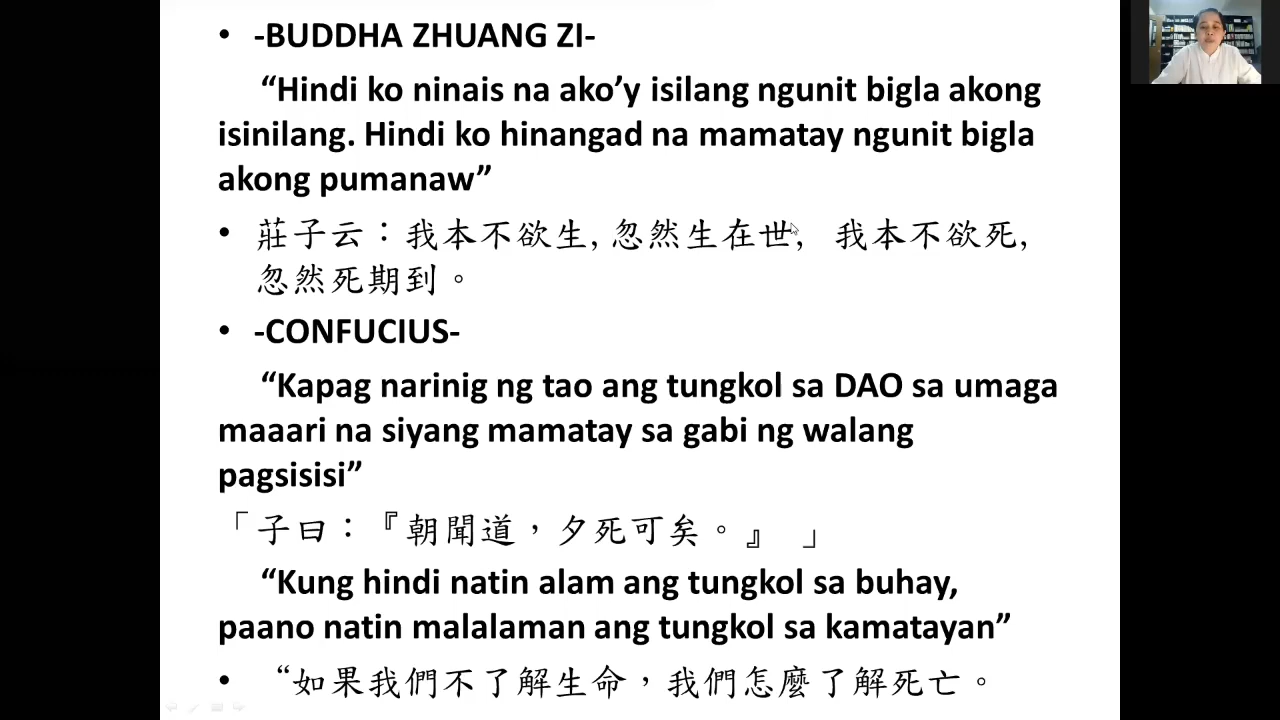 • -BUDDHA ZHUANG ZI-
“Hindi ko ninais na ako’y isilang ngunit bigla akong
isinilang. Hindi ko hinangad na mamatay ngunit bigla
akong pumanaw”
• 莊子云：我本不欲生, 忽然生在世, 我本不欲死,
忽然死期到。
• -CONFUCIUS-
“Kapag narinig ng tao ang tungkol sa DAO sa umaga
maaari na siyang mamatay sa gabi ng walang
pagsisisi”
「子曰：『朝聞道，夕死可矣。』 」
“Kung hindi natin alam ang tungkol sa buhay,
paano natin malalaman ang tungkol sa kamatayan”
• “如果我們不了解生命，我們怎麼了解死亡。